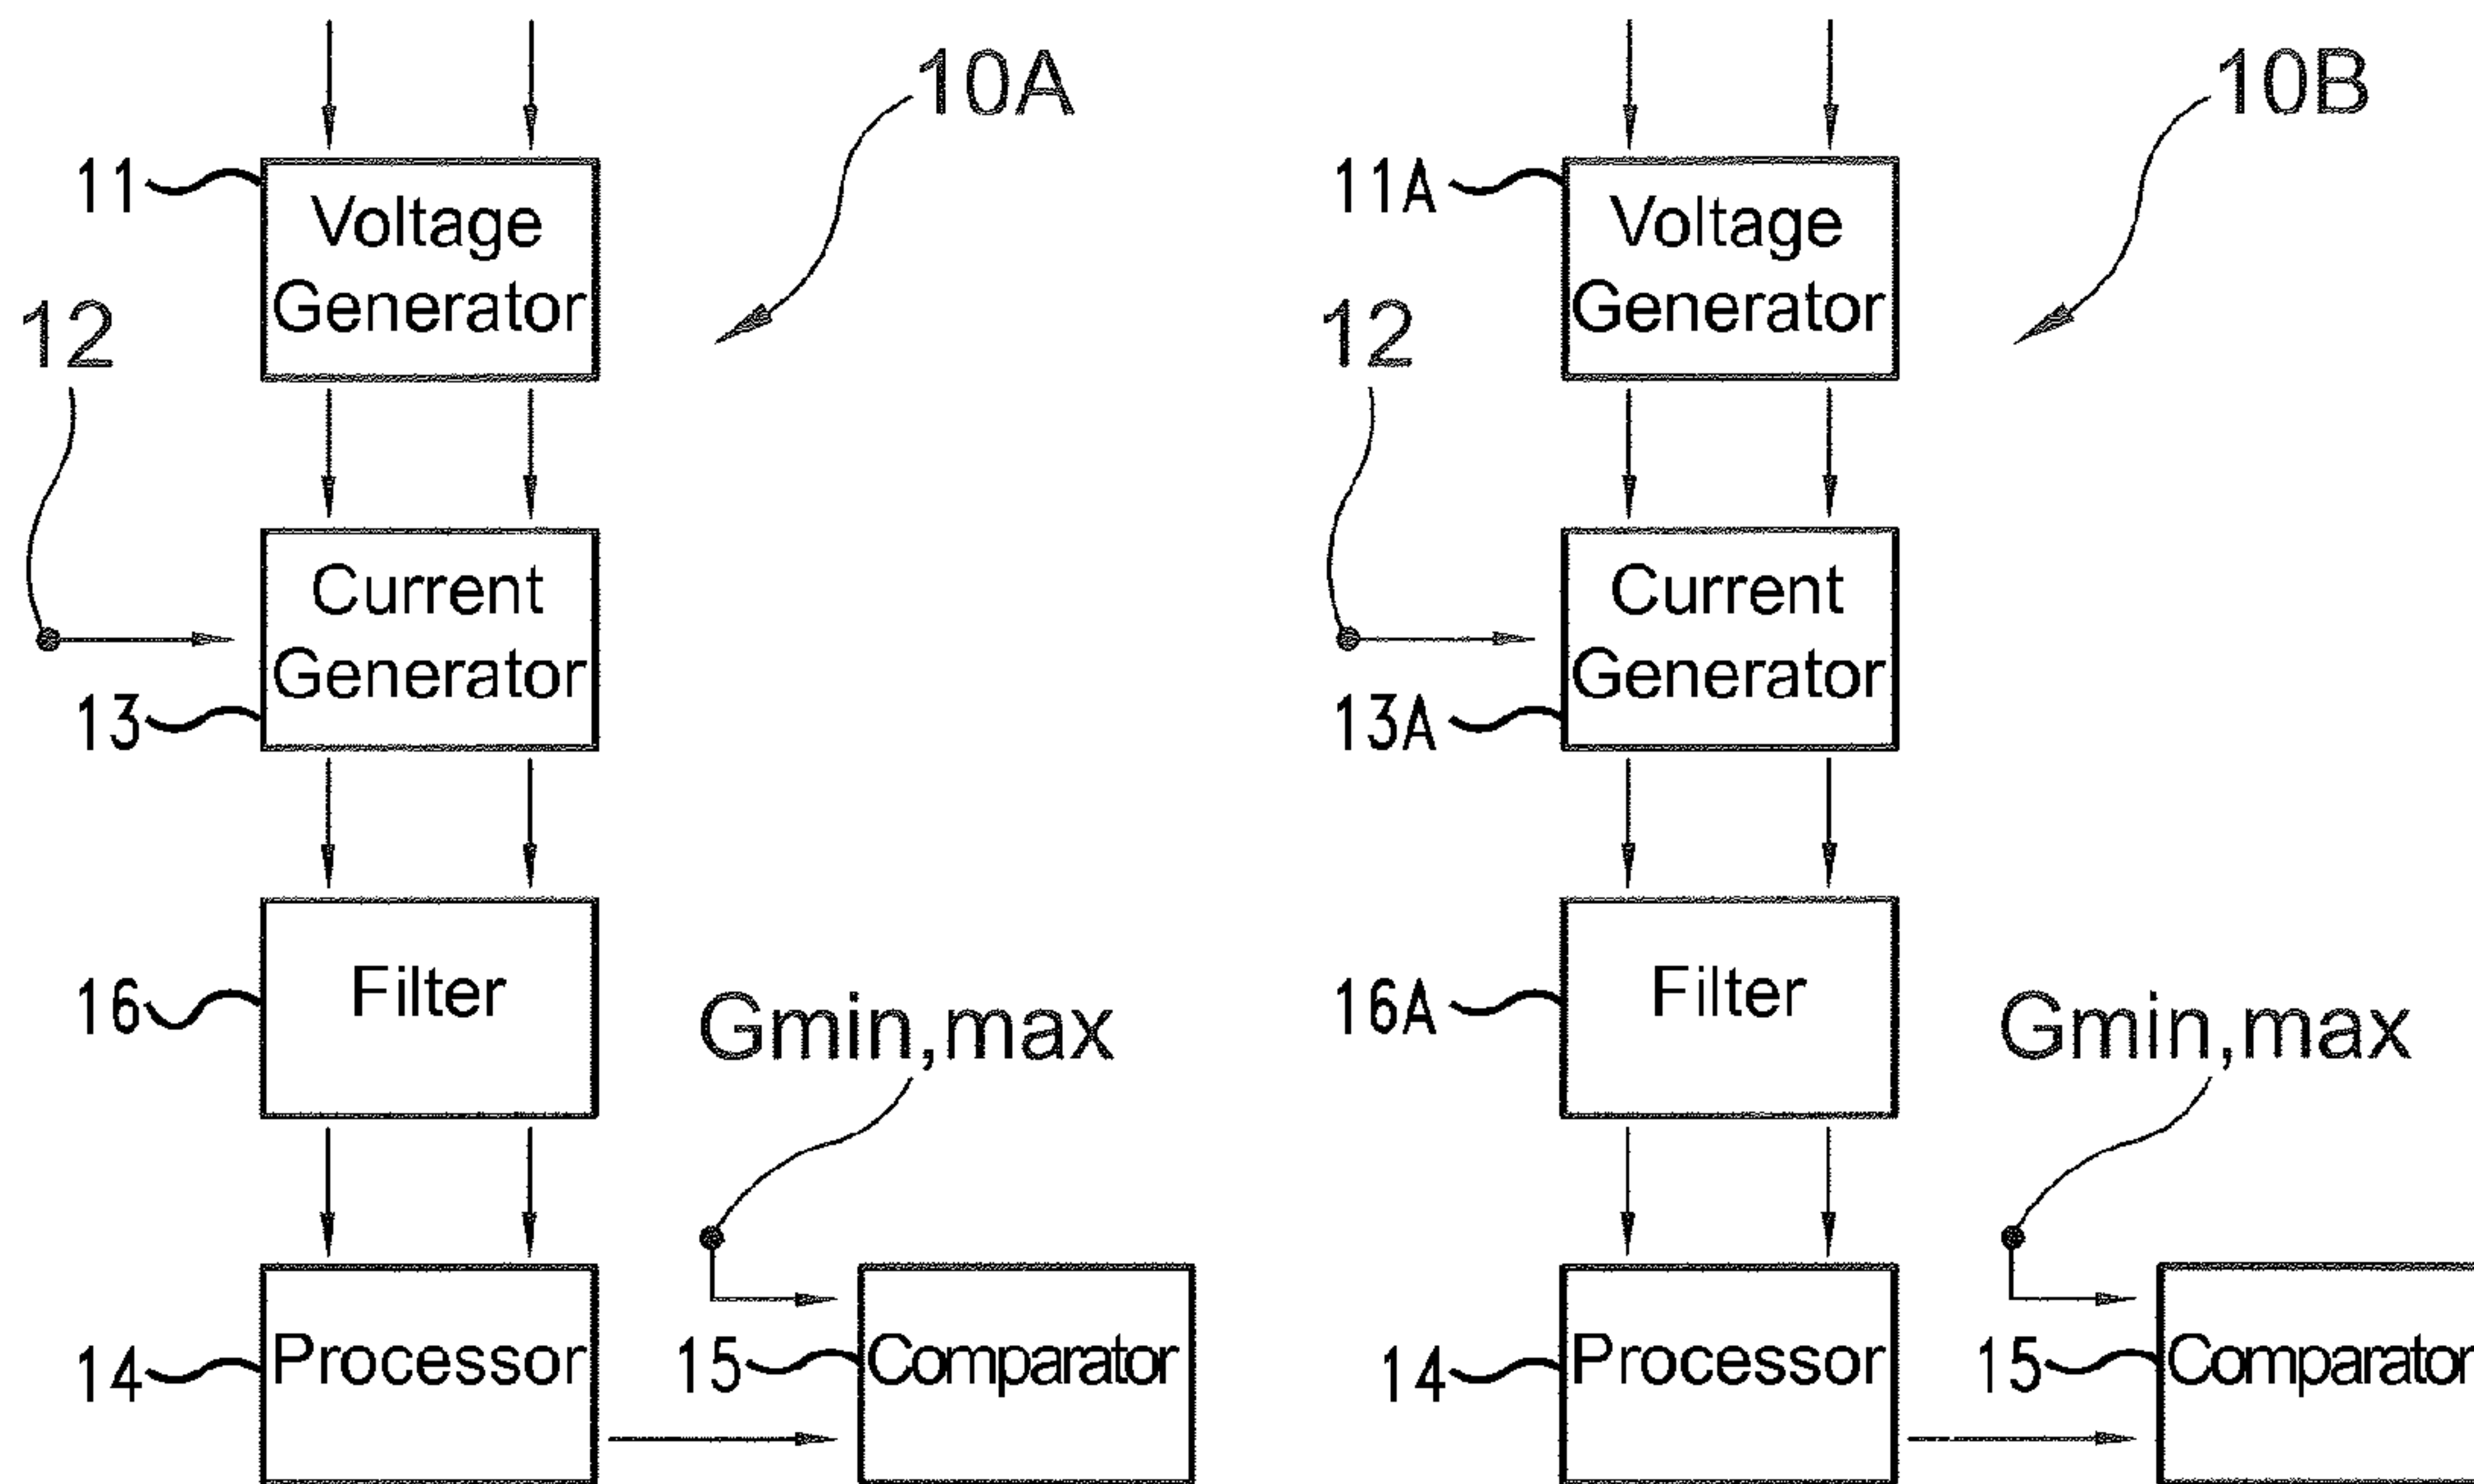 10A
11
Voltage
Generator
12
Current
Generator
13
16
Filter
Gmin,max
14
Processor
15
Comparator
10B
11A
Voltage
Generator
12
Current
Generator
13A
16A
Filter
Gmin,max
14
Processor
15
Comparator